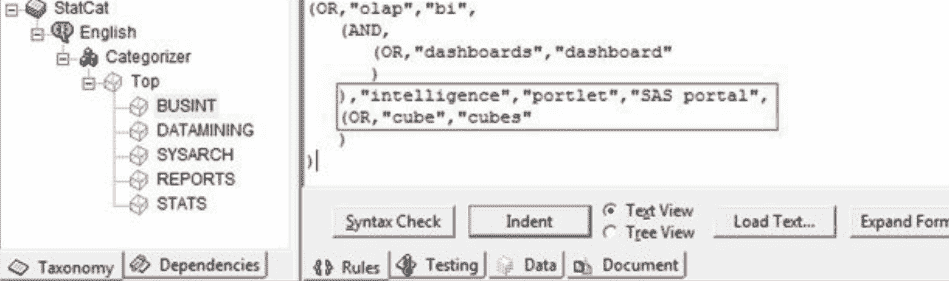 StatCat
English
Categorizer
Top
BUSINT
DATAMINING
SYSARCH
REPORTS
STATS
Taxonomy
Dependencies
(OR,"olap","bi",
(AND,
(OR,"dashboards","dashboard"
)
),"intelligence","portlet","SAS portal",
(OR,"cube","cubes"
)
)
Syntax Check
Indent
Text View
Tree View
Load Text...
Expand Form
Rules
Testing
Data
Document